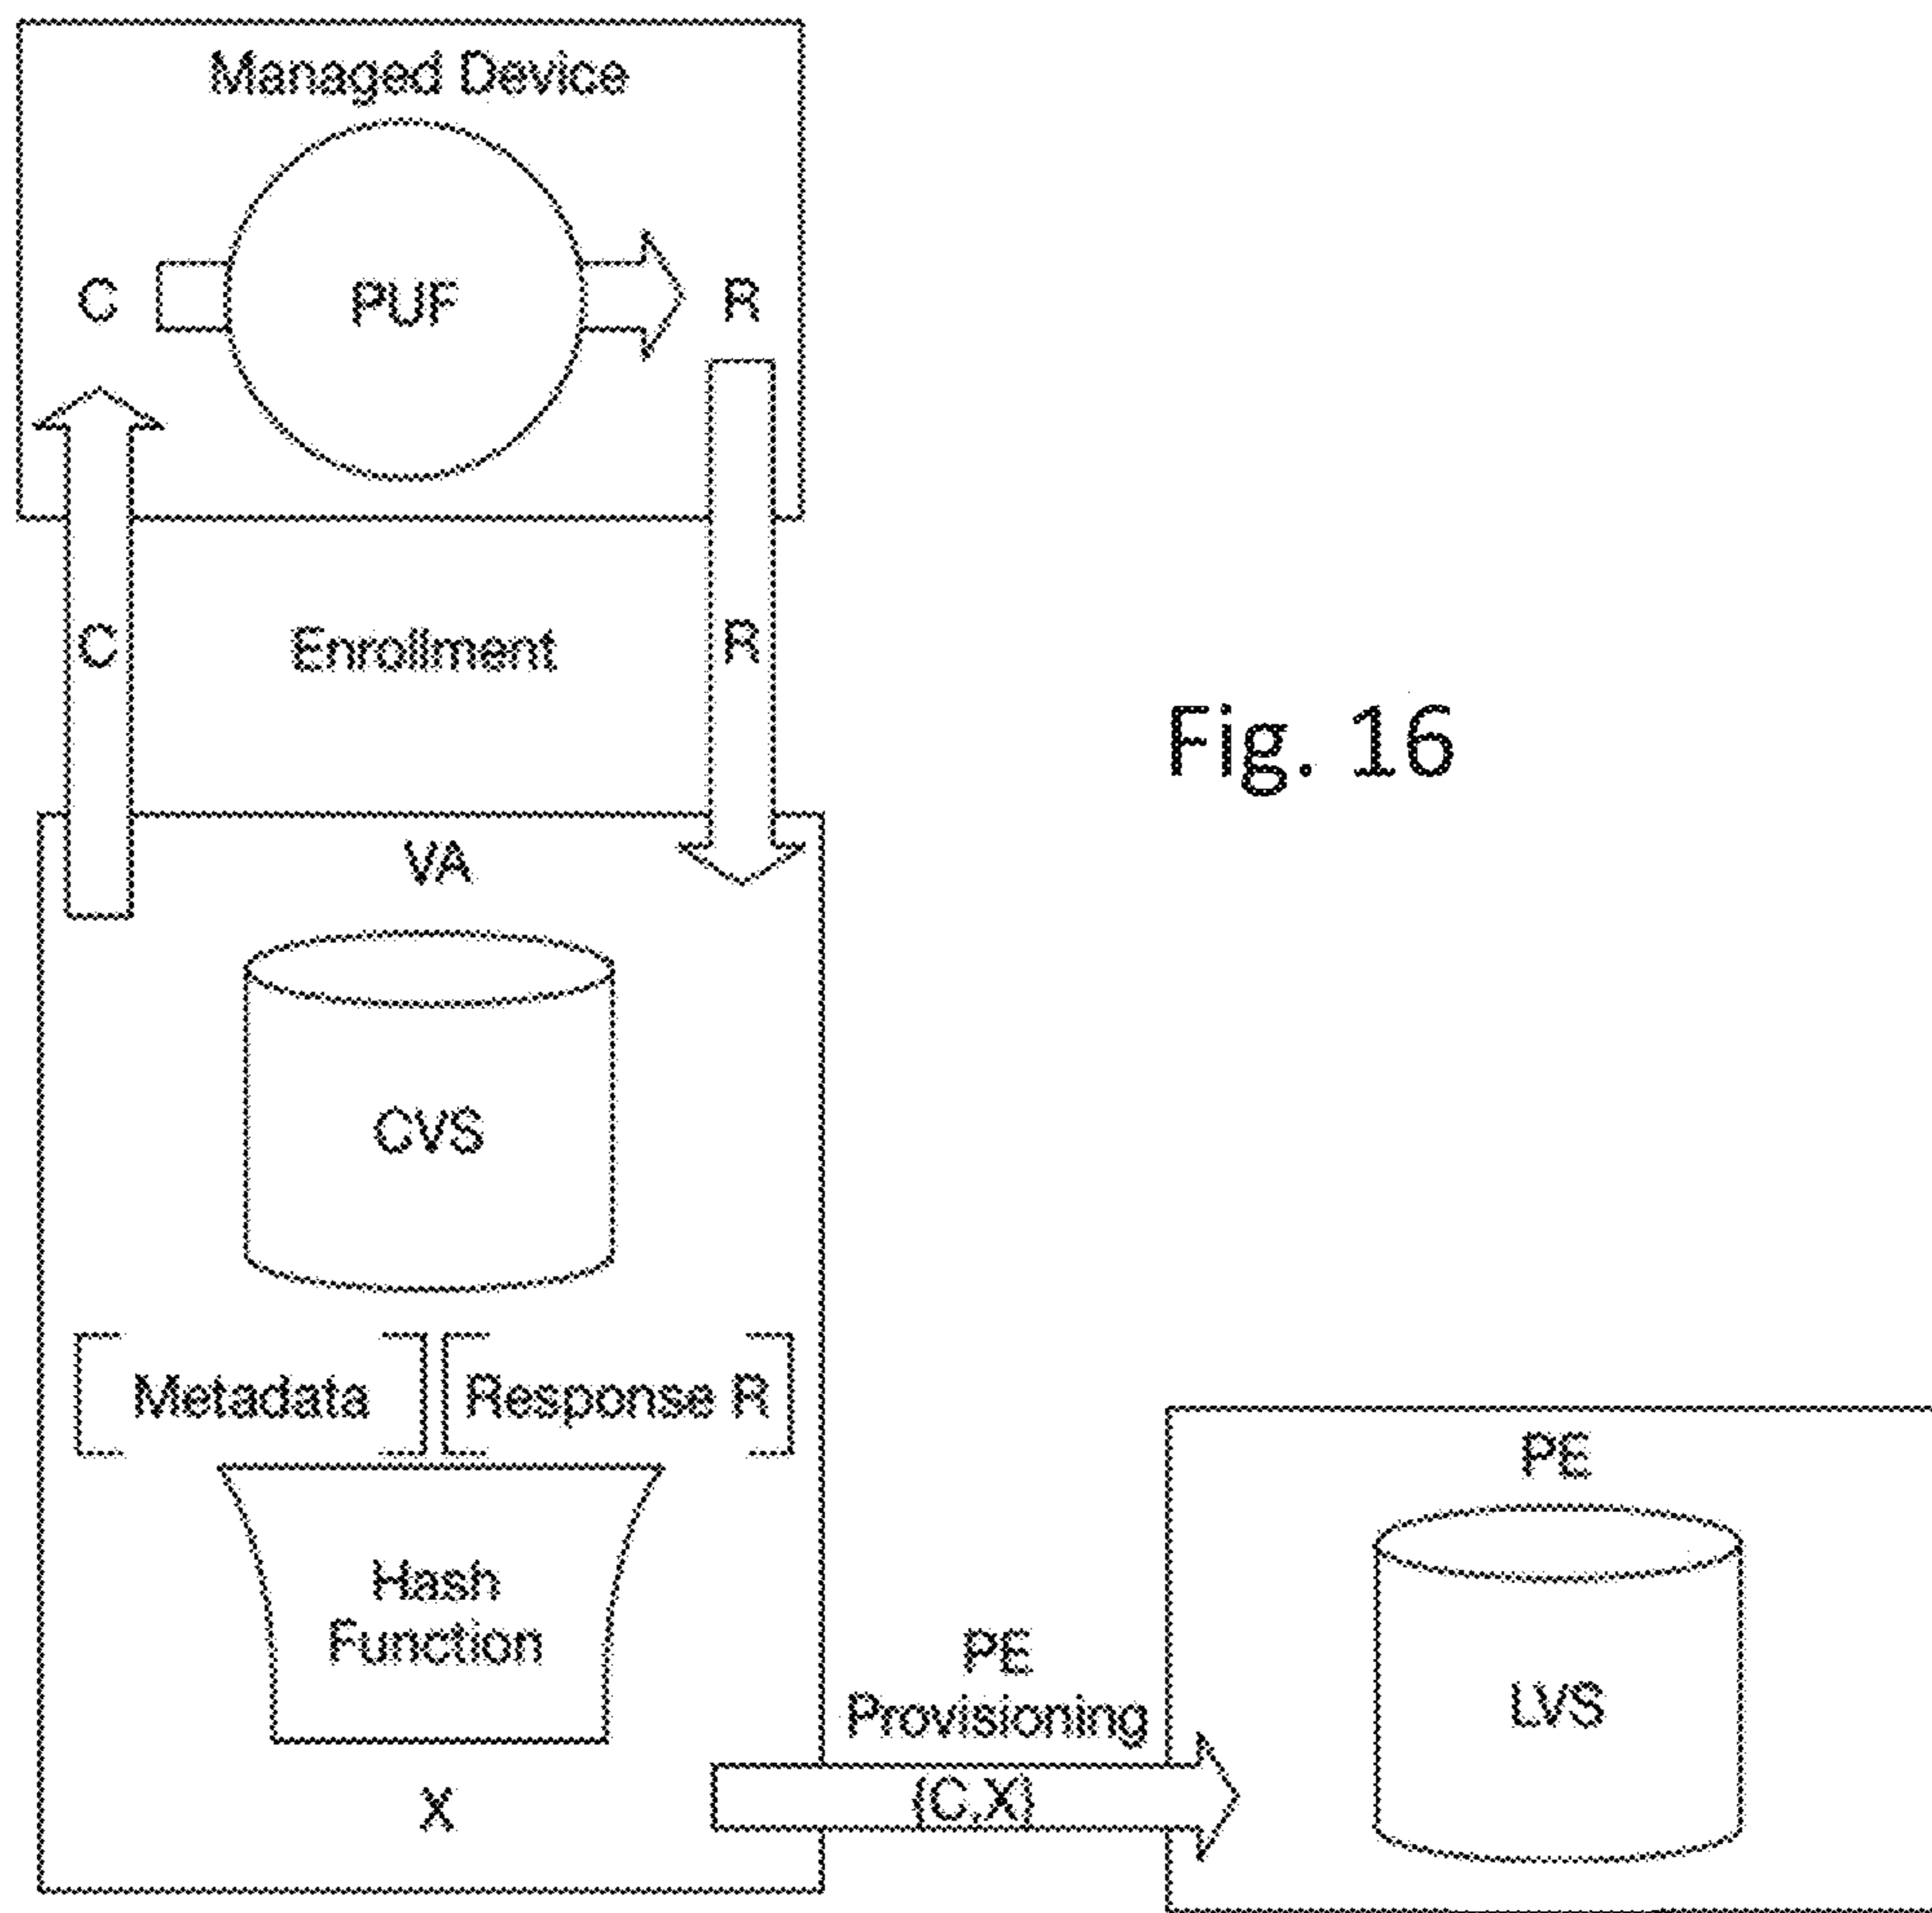 Managed Device
C
PUF
R
C
Enrollment
R
Fig. 16
VA
CVS
Metadata
Response R
Hash
Function
X
PE
Provisioning
(C,X)
PE
LVS